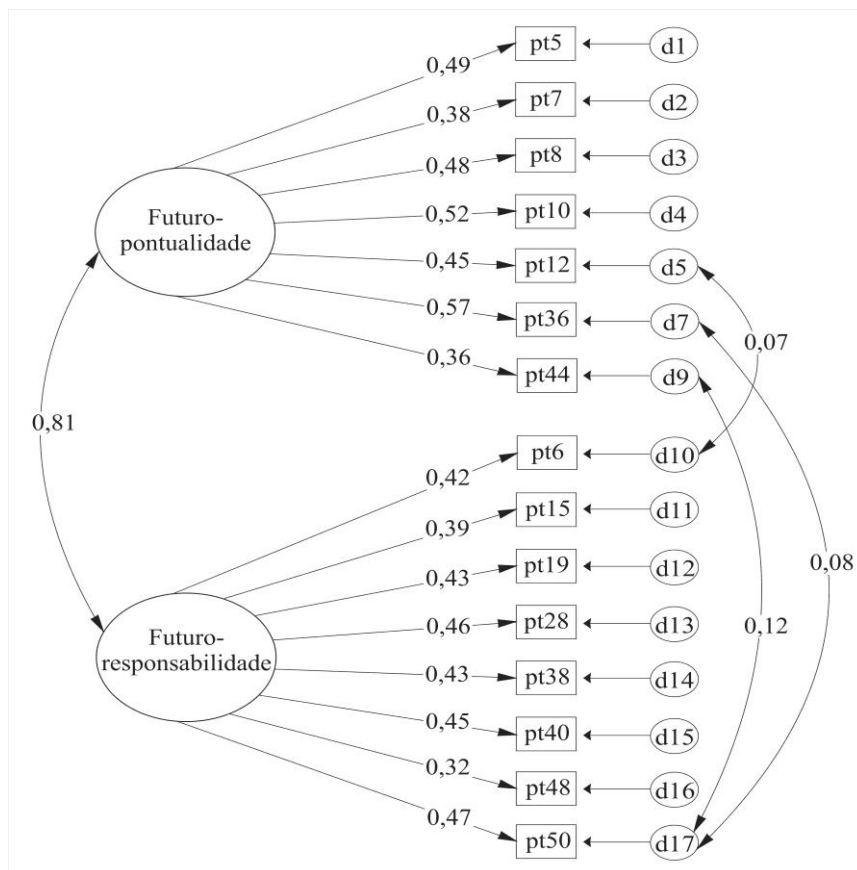 0,49
pt5
d1
0,38
pt7
d2
0,48
pt8
d3
Futuro-
pontualidade
0,52
pt10
d4
0,45
pt12
d5
0,57
pt36
d7
0,07
0,36
pt44
d9
0,81
0,42
pt6
d10
0,39
pt15
d11
0,43
pt19
d12
0,08
Futuro-
responsabilidade
0,46
pt28
d13
0,12
0,43
pt38
d14
0,45
pt40
d15
0,32
pt48
d16
0,47
pt50
d17